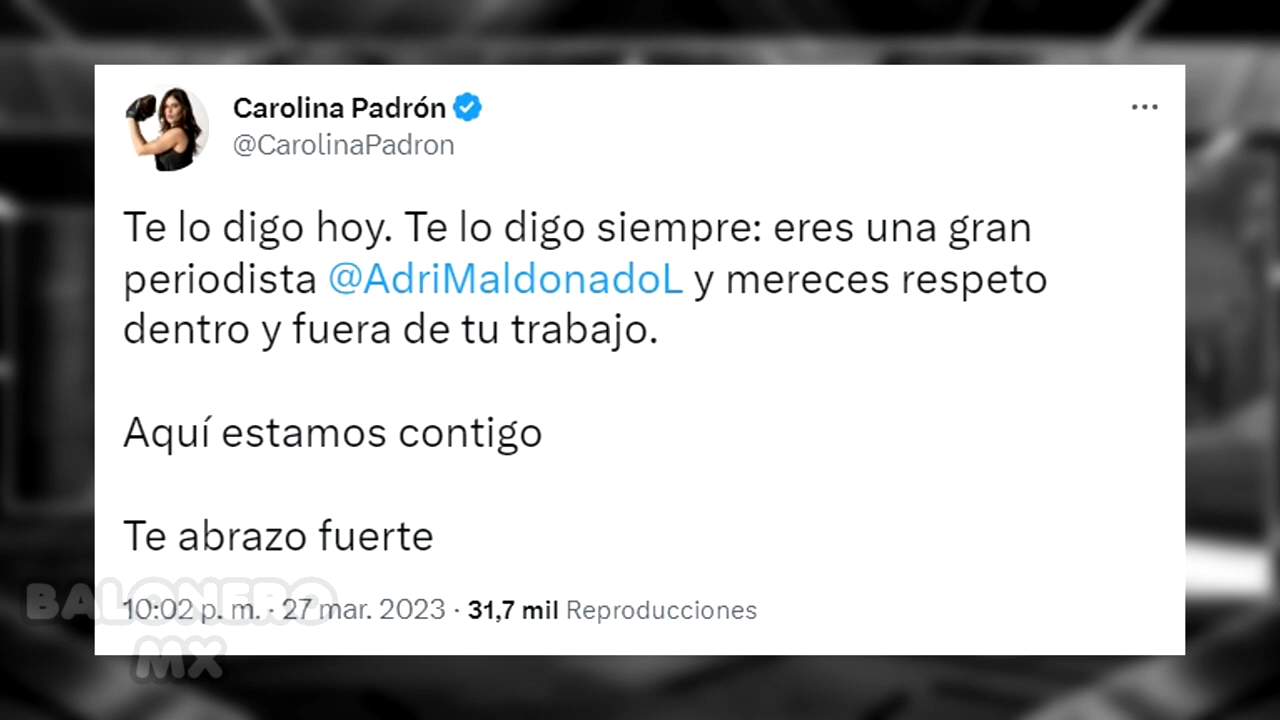 Carolina Padrón
@CarolinaPadron
Te lo digo hoy. Te lo digo siempre: eres una gran
periodista @AdriMaldonadoL y mereces respeto
dentro y fuera de tu trabajo.
Aquí estamos contigo
Te abrazo fuerte
10:02 p. m. · 27 mar. 2023 · 31,7 mil Reproducciones
BALONERO
MX